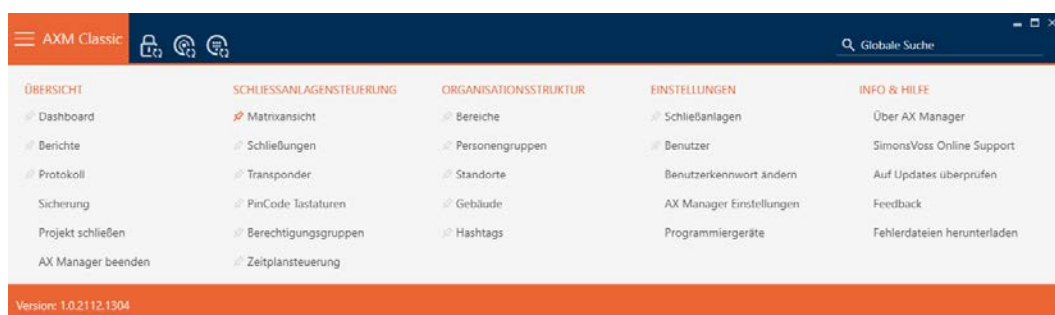 AXM Classic
Globale Suche
ÜBERSICHT
Dashboard
Berichte
Protokoll
Sicherung
Projekt schließen
AX Manager beenden
SCHLIESSANLAGENSTEUERUNG
Matrixansicht
Schließungen
Transponder
PinCode Tastaturen
Berechtigungsgruppen
Zeitplansteuerung
ORGANISATIONSSTRUKTUR
Bereiche
Personengruppen
Standorte
Gebäude
Hashtags
EINSTELLUNGEN
Schließanlagen
Benutzer
Benutzerkennwort ändern
AX Manager Einstellungen
Programmiergeräte
INFO & HILFE
Über AX Manager
SimonsVoss Online Support
Auf Updates überprüfen
Feedback
Fehlerdateien herunterladen
Version: 1.0.2112.1304